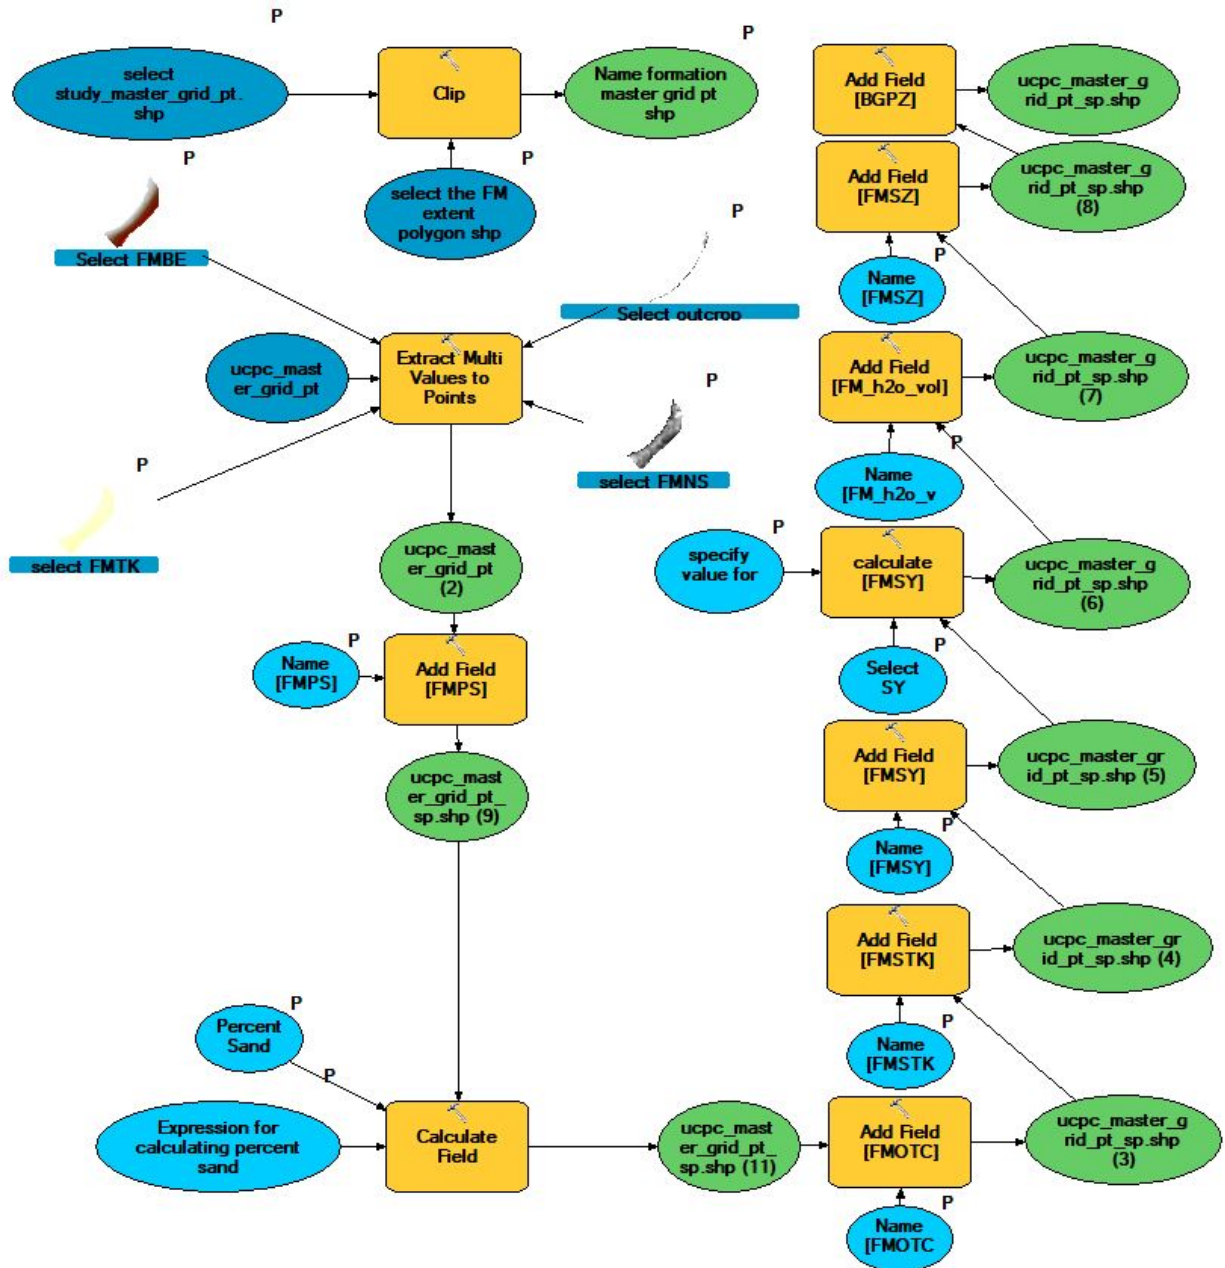 P
select
study_master_grid_pt.
shp
Clip
P
Name formation
master grid pt
shp
P
select the FM
extent
polygon shp
P
Select FMBE
P
Select outcrop
ucpc_mast
er_grid_pt
Extract Multi
Values to
Points
P
select FMNS
P
select FMTK
ucpc_mast
er_grid_pt
(2)
P
Name
[FMPS]
Add Field
[FMPS]
ucpc_mast
er_grid_pt_
sp.shp (9)
P
Percent
Sand
P
Expression for
calculating percent
sand
Calculate
Field
ucpc_mast
er_grid_pt_
sp.shp (11)
Add Field
[BGPZ]
ucpc_master_g
rid_pt_sp.shp
Add Field
[FMSZ]
ucpc_master_g
rid_pt_sp.shp
(8)
P
Name
[FMSZ]
Add Field
[FM_h2o_vol]
ucpc_master_g
rid_pt_sp.shp
(7)
P
Name
[FM_h2o_v
P
specify
value for
calculate
[FMSY]
ucpc_master_g
rid_pt_sp.shp
(6)
P
Select
SY
Add Field
[FMSY]
ucpc_master_gr
id_pt_sp.shp (5)
P
Name
[FMSY]
Add Field
[FMSTK]
ucpc_master_gr
id_pt_sp.shp (4)
P
Name
[FMSTK
Add Field
[FMOTC]
ucpc_master_g
rid_pt_sp.shp
(3)
P
Name
[FMOTC